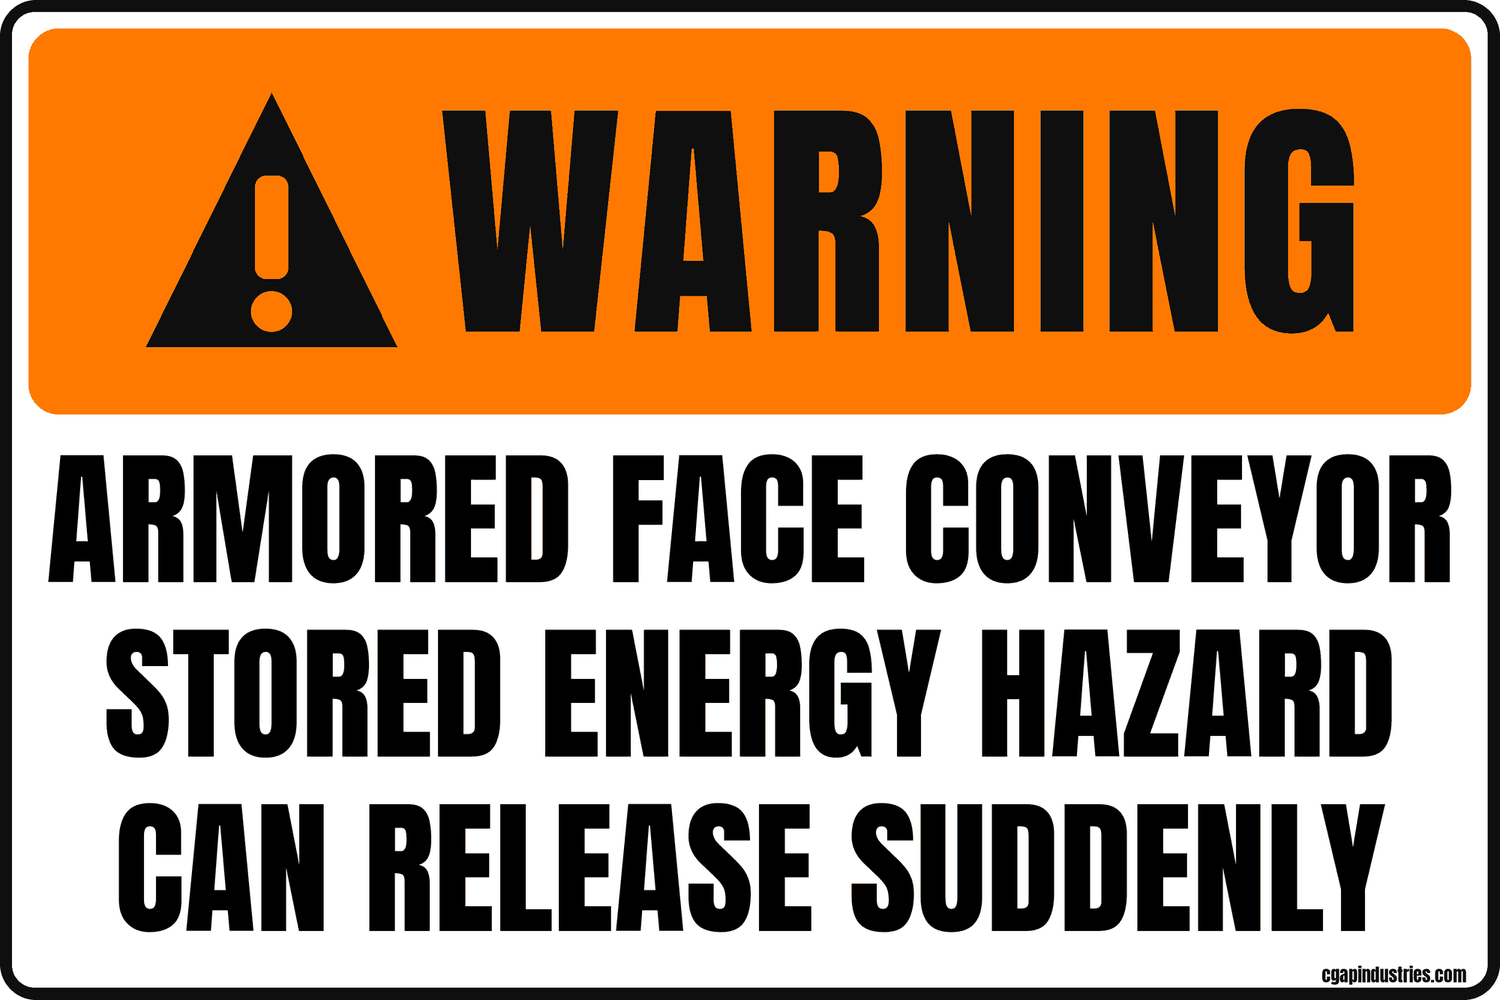 WARNING
ARMORED FACE CONVEYOR
STORED ENERGY HAZARD
CAN RELEASE SUDDENLY
cgapindustries.com